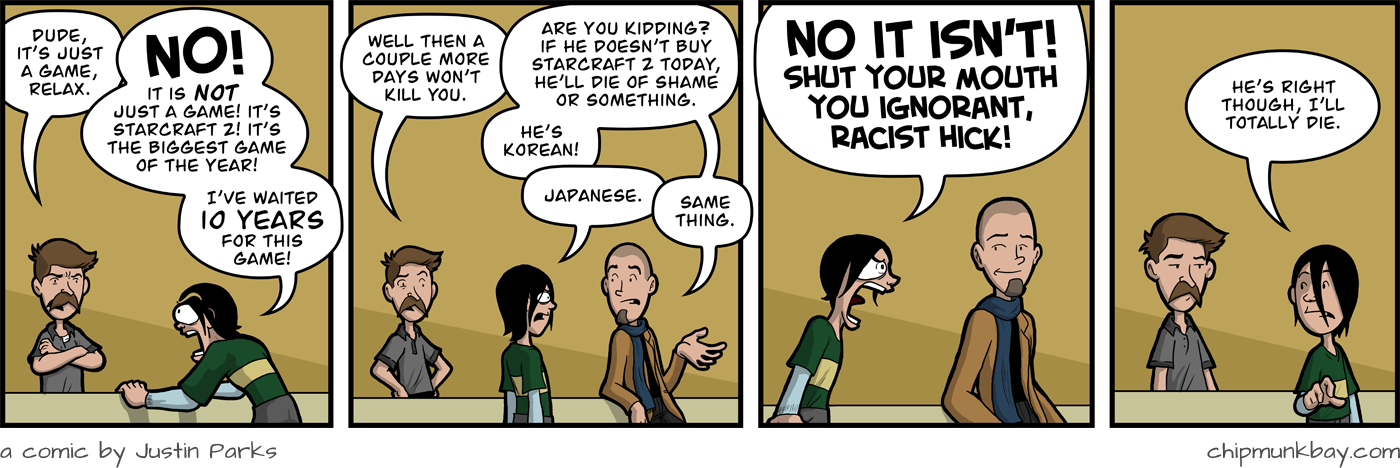 DUDE,
IT'S JUST
A GAME,
RELAX.
NO!
IT IS NOT
JUST A GAME! IT'S
STARCRAFT 2! IT'S
THE BIGGEST GAME
OF THE YEAR!
I'VE WAITED
10 YEARS
FOR THIS
GAME!
WELL THEN A
COUPLE MORE
DAYS WON'T
KILL YOU.
ARE YOU KIDDING?
IF HE DOESN'T BUY
STARCRAFT 2 TODAY,
HE'LL DIE OF SHAME
OR SOMETHING.
HE'S
KOREAN!
JAPANESE.
SAME
THING.
NO IT ISN'T!
SHUT YOUR MOUTH
YOU IGNORANT,
RACIST HICK!
HE'S RIGHT
THOUGH, I'LL
TOTALLY DIE.
a comic by Justin Parks
chipmunkbay.com